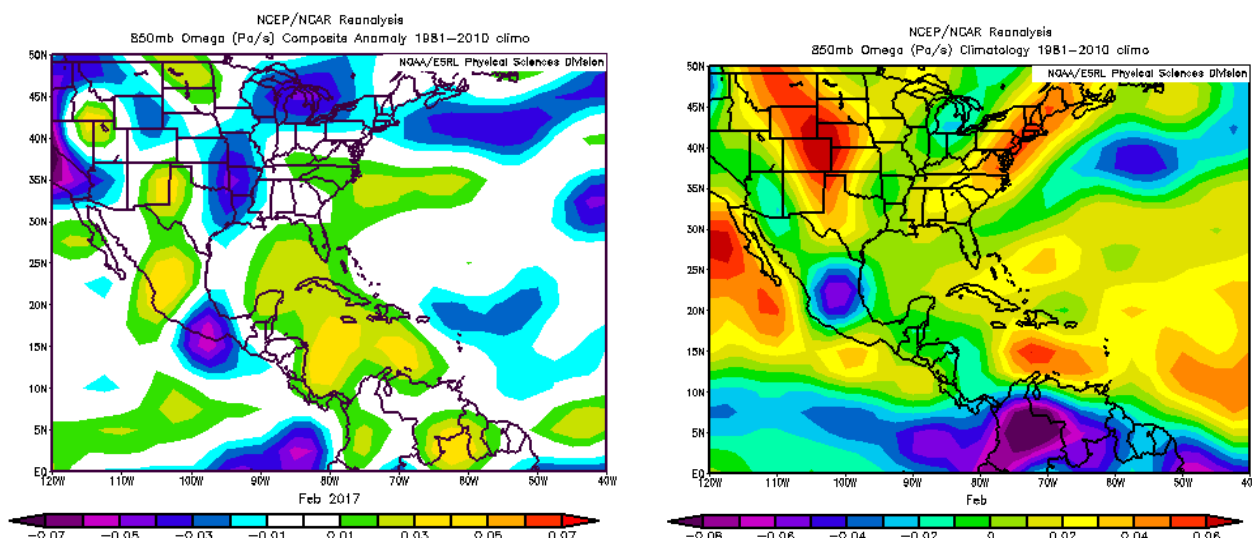 NCEP/NCAR Reanalysis
850mb Omega (Pa/s) Composite Anomaly 1981−2010 climo
NOAA/ESRL Physical Sciences Division
50N
45N
40N
35N
30N
25N
20N
15N
10N
5N
EQ
120W 110W 100W 90W 80W 70W 60W 50W 40W
Feb 2017
−0.07 −0.05 −0.03 −0.01 0.01 0.03 0.05 0.07
NCEP/NCAR Reanalysis
850mb Omega (Pa/s) Climatology 1981−2010 climo
NOAA/ESRL Physical Sciences Division
50N
45N
40N
35N
30N
25N
20N
15N
10N
5N
EQ
120W 110W 100W 90W 80W 70W 60W 50W 40W
Feb
−0.08 −0.06 −0.04 −0.02 0 0.02 0.04 0.06